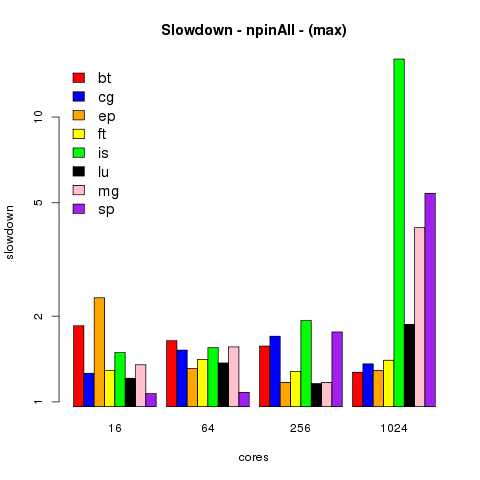 Slowdown - npinAll - (max)
bt
cg
ep
ft
is
lu
mg
sp
slowdown
10
5
2
1
16 64 256 1024
cores